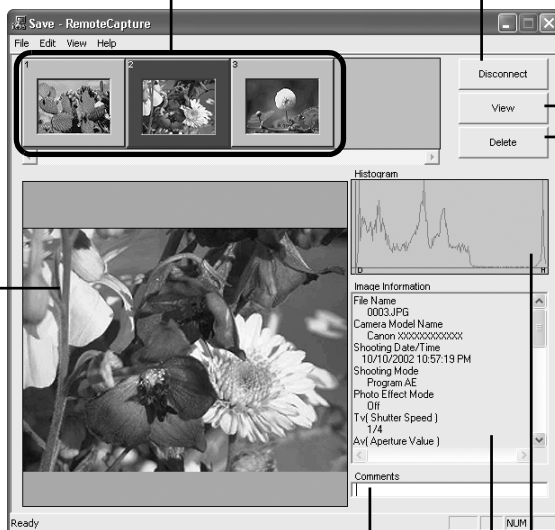 Save - RemoteCapture
File Edit View Help
1 2 3
Disconnect
View
Delete
Histogram
D H
Image Information
File Name
0003.JPG
Camera Model Name
Canon XXXXXXXXXXXX
Shooting Date/Time
10/10/2002 10:57:19 PM
Shooting Mode
Program AE
Photo Effect Mode
Off
Tv( Shutter Speed )
1/4
Av( Aperture Value )
Comments
Ready
NUM